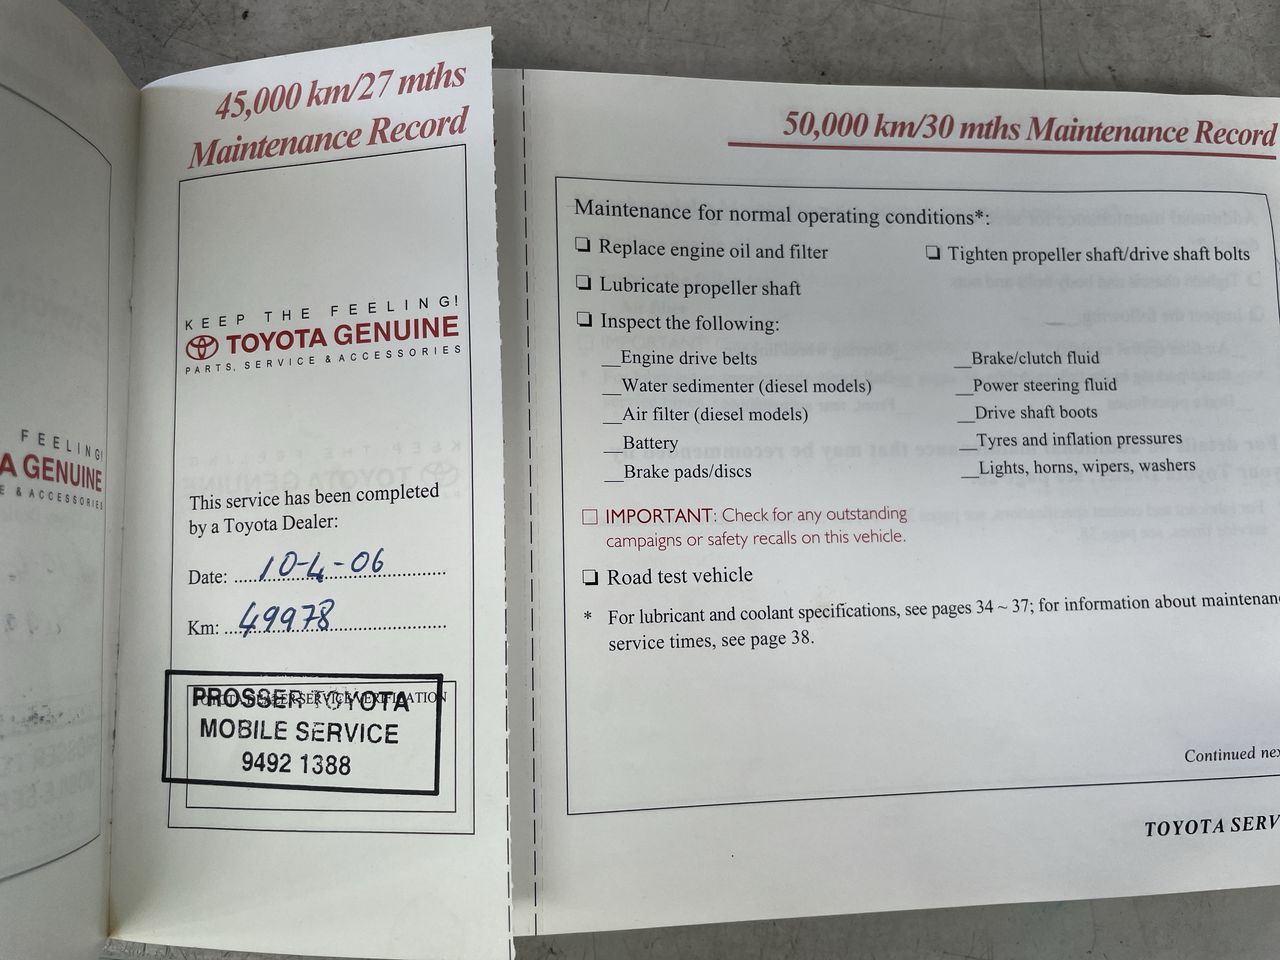 FEELING!
A GENUINE
E & ACCESSORIES
45,000 km/27 mths
Maintenance Record
KEEP THE FEELING!
TOYOTA GENUINE
PARTS, SERVICE & ACCESSORIES
This service has been completed
by a Toyota Dealer:
Date: 10-4-06
Km: 49978
TOYOTA DEALER SERVICE VERIFICATION
PROSSER TOYOTA
MOBILE SERVICE
9492 1388
50,000 km/30 mths Maintenance Record
Maintenance for normal operating conditions*:
❏ Replace engine oil and filter
❏ Tighten propeller shaft/drive shaft bolts
❏ Lubricate propeller shaft
❏ Inspect the following:
__Engine drive belts
__Brake/clutch fluid
__Water sedimenter (diesel models)
__Power steering fluid
__Air filter (diesel models)
__Drive shaft boots
__Battery
__Tyres and inflation pressures
__Brake pads/discs
__Lights, horns, wipers, washers
☐ IMPORTANT: Check for any outstanding
campaigns or safety recalls on this vehicle.
❏ Road test vehicle
* For lubricant and coolant specifications, see pages 34 ~ 37; for information about maintenan
service times, see page 38.
Continued nex
TOYOTA SERV